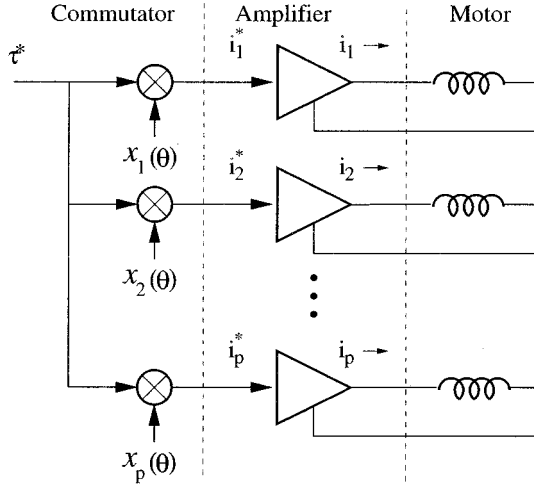 Commutator Amplifier Motor
τ* i₁* i₁
x₁(θ)
i₂* i₂
x₂(θ)
iₚ* iₚ
xₚ(θ)